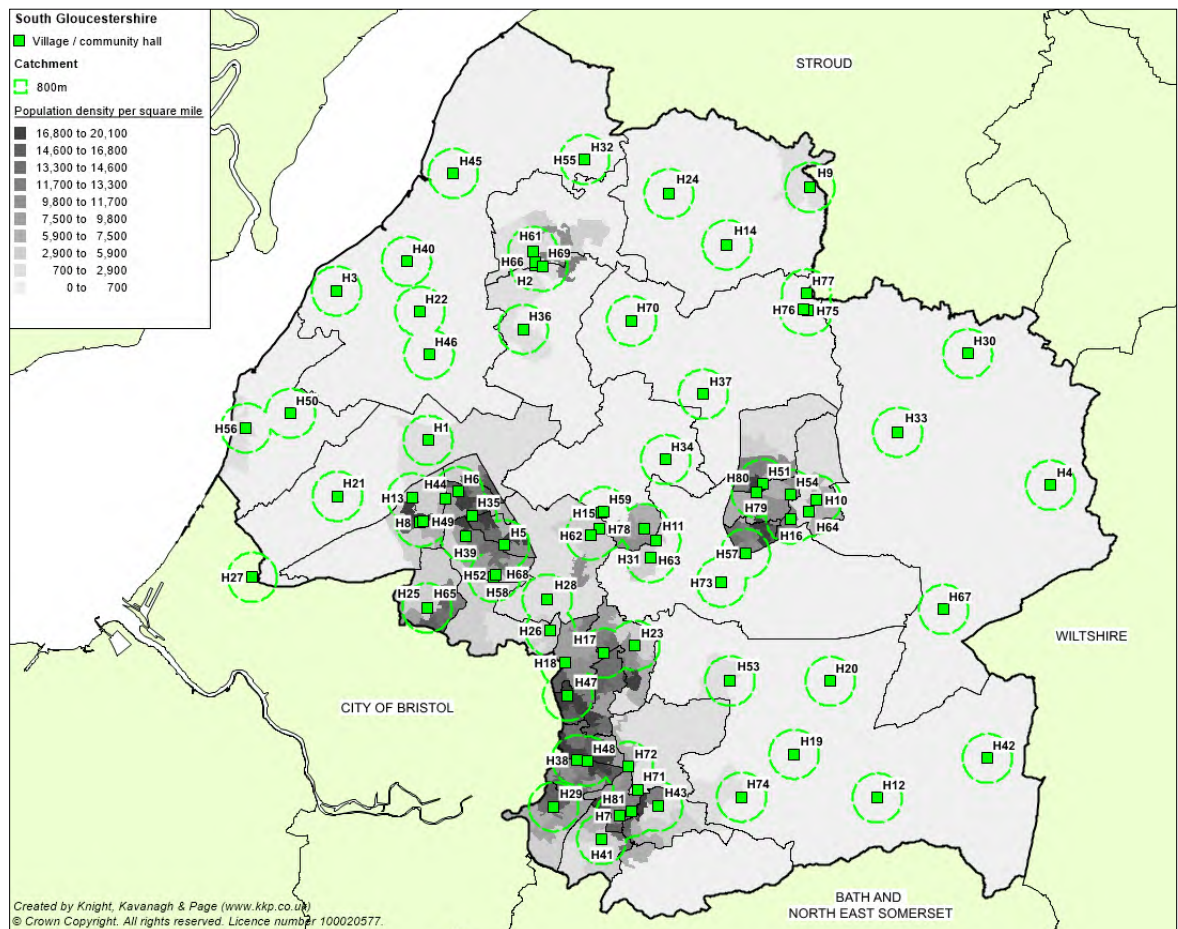 South Gloucestershire
Village / community hall
Catchment
800m
Population density per square mile
16,800 to 20,100
14,600 to 16,800
13,300 to 14,600
11,700 to 13,300
9,800 to 11,700
7,500 to 9,800
5,900 to 7,500
2,900 to 5,900
700 to 2,900
0 to 700
STROUD
H32
H55
H45
H9
H24
H14
H61
H66
H69
H2
H40
H3
H22
H46
H36
H70
H77
H76
H75
H30
H37
H33
H50
H56
H1
H34
H4
H21
H6
H44
H13
H35
H8
H49
H39
H5
H59
H15
H78
H62
H11
H31
H63
H51
H80
H54
H10
H79
H64
H16
H57
H73
H27
H52
H68
H58
H25
H65
H28
H26
H17
H23
H18
H67
WILTSHIRE
H47
H53
H20
CITY OF BRISTOL
H48
H38
H72
H71
H19
H42
H29
H81
H43
H7
H74
H12
H41
BATH AND
NORTH EAST SOMERSET
Created by Knight, Kavanagh & Page (www.kkp.co.uk)
© Crown Copyright. All rights reserved. Licence number 100020577.